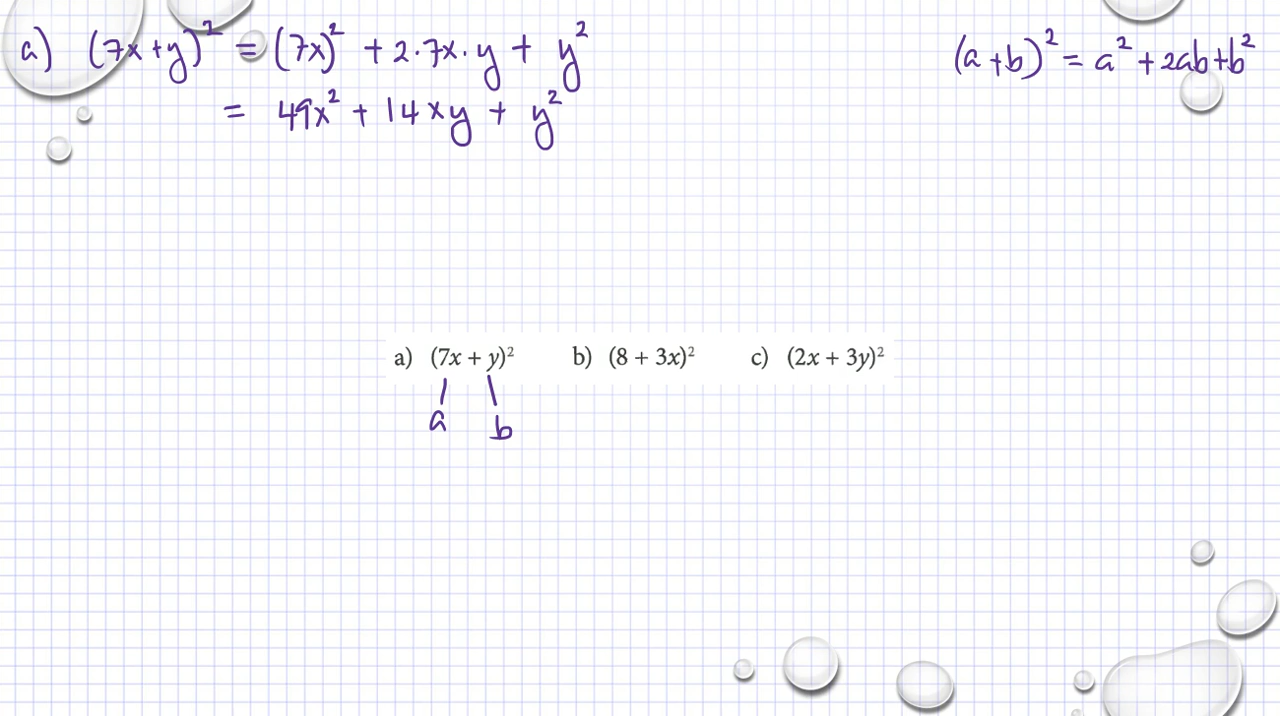 a) (7x+y)² = (7x)² + 2·7x·y + y²
(a+b)² = a² + 2ab + b²
= 49x² + 14xy + y²
a) (7x + y)² b) (8 + 3x)² c) (2x + 3y)²
a b